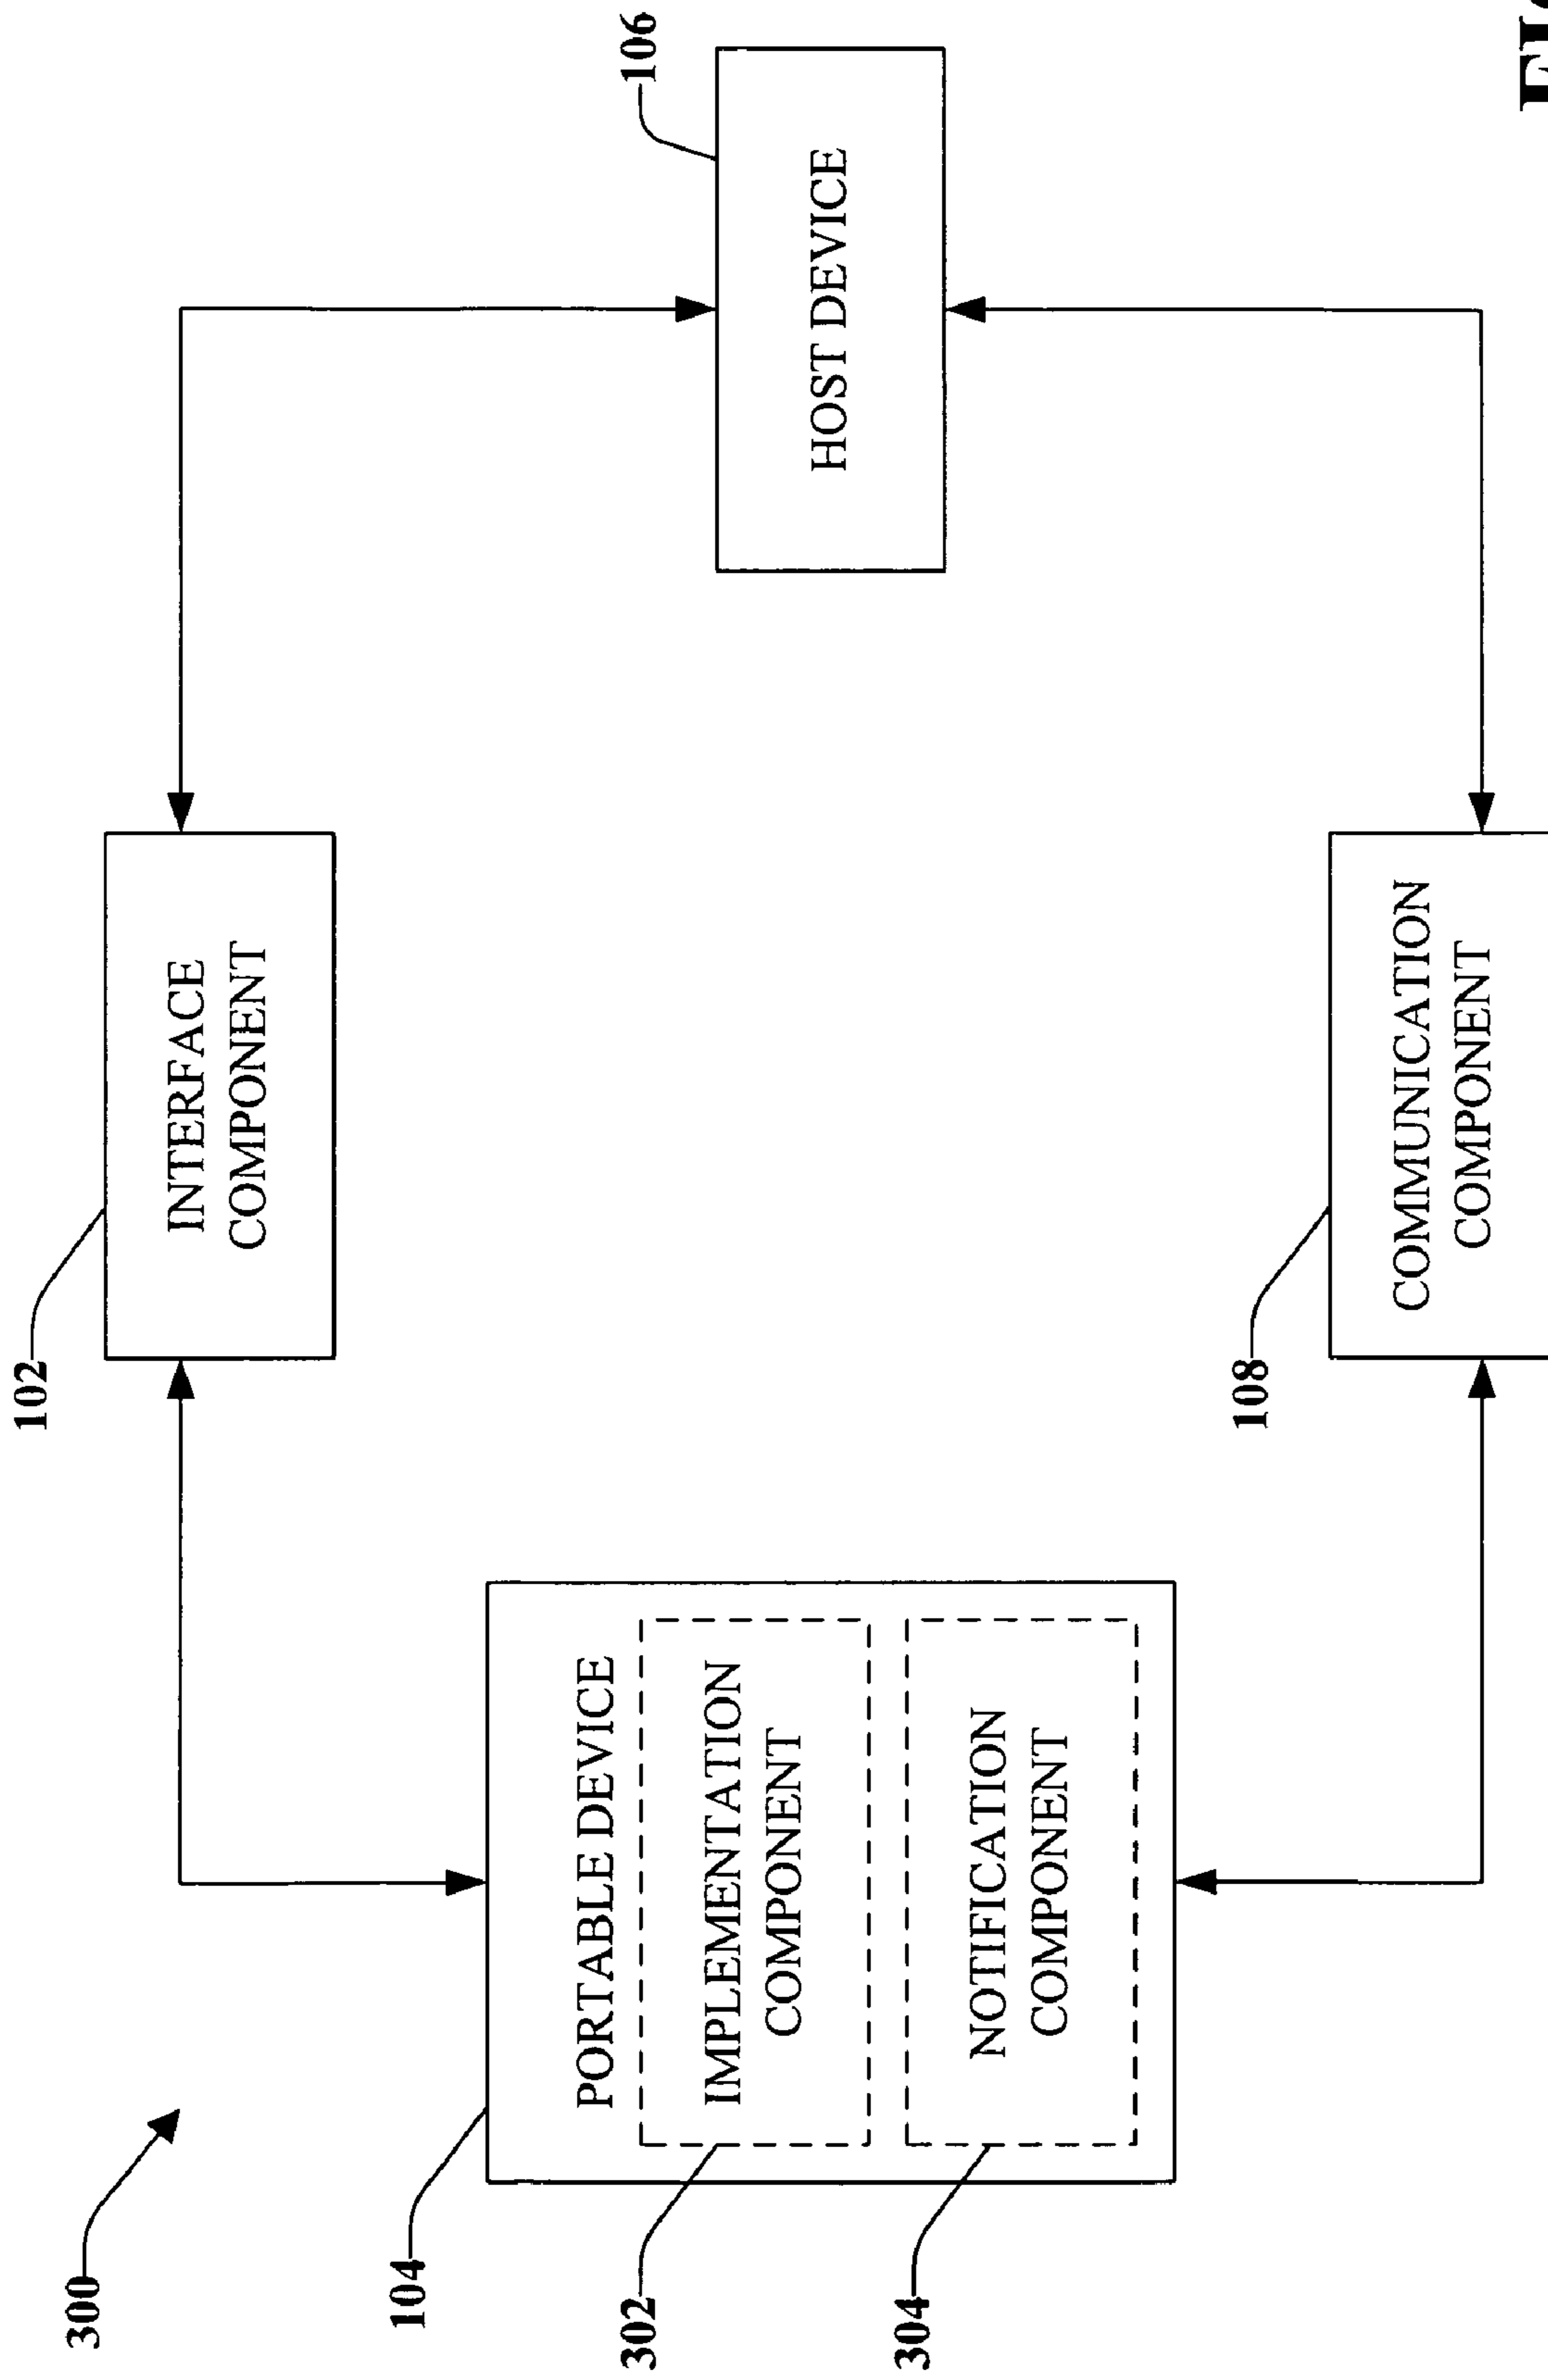 300
102
INTERFACE
COMPONENT
104
PORTABLE DEVICE
302
IMPLEMENTATION
COMPONENT
304
NOTIFICATION
COMPONENT
106
HOST DEVICE
108
COMMUNICATION
COMPONENT